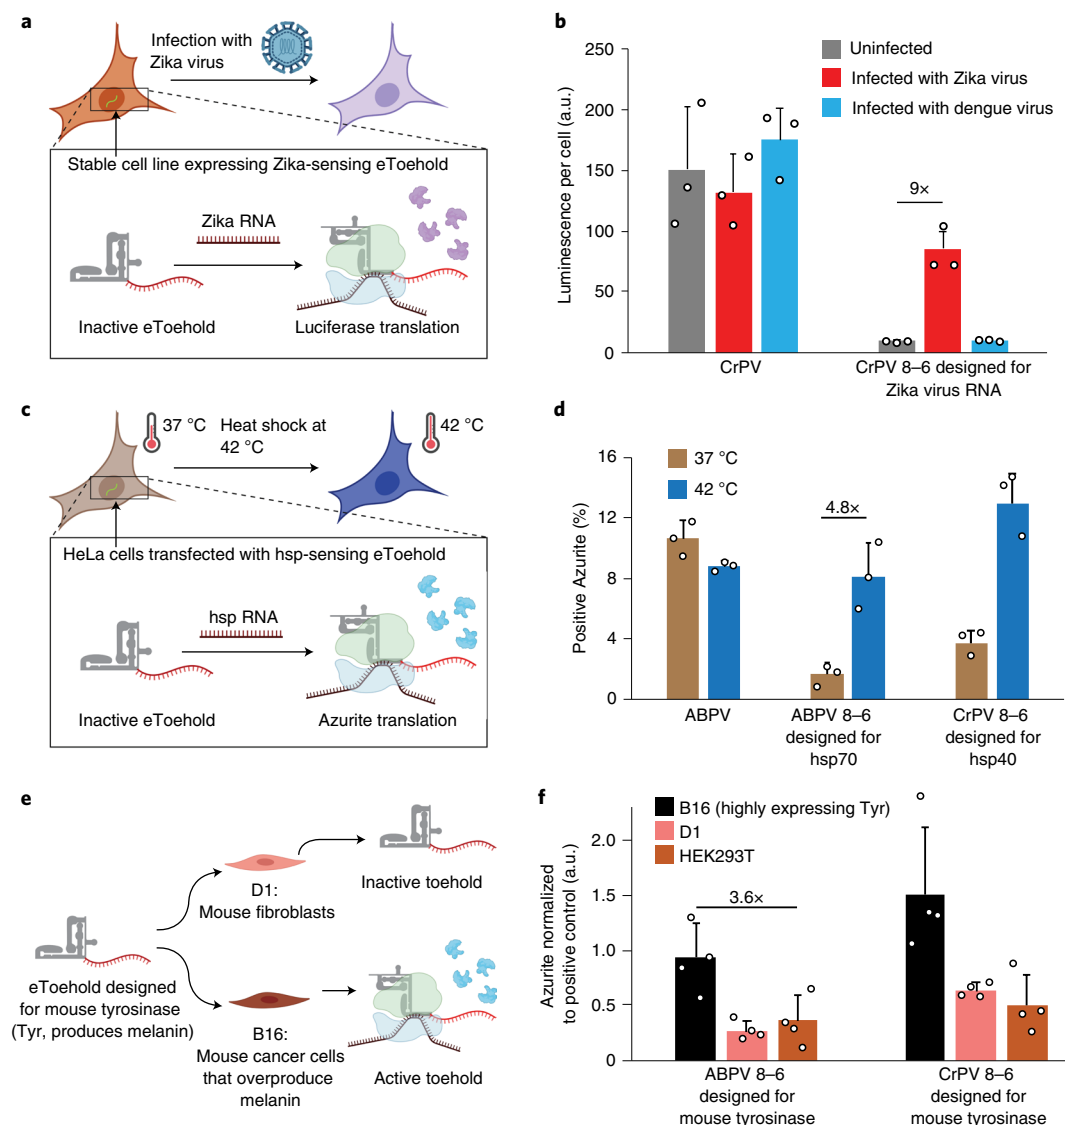 a
Infection with
Zika virus
Stable cell line expressing Zika-sensing eToehold
Zika RNA
Inactive eToehold
Luciferase translation
b
Luminescence per cell (a.u.)
250
200
150
100
50
0
Uninfected
Infected with Zika virus
Infected with dengue virus
9×
CrPV
CrPV 8–6 designed for
Zika virus RNA
c
37 °C
Heat shock at
42 °C
42 °C
HeLa cells transfected with hsp-sensing eToehold
hsp RNA
Inactive eToehold
Azurite translation
d
Positive Azurite (%)
16
12
8
4
0
37 °C
42 °C
4.8×
ABPV
ABPV 8–6
designed for
hsp70
CrPV 8–6
designed for
hsp40
e
eToehold designed
for mouse tyrosinase
(Tyr, produces melanin)
D1:
Mouse fibroblasts
Inactive toehold
B16:
Mouse cancer cells
that overproduce
melanin
Active toehold
f
Azurite normalized
to positive control (a.u.)
2.0
1.5
1.0
0.5
0
B16 (highly expressing Tyr)
D1
HEK293T
3.6×
ABPV 8–6
designed for
mouse tyrosinase
CrPV 8–6
designed for
mouse tyrosinase